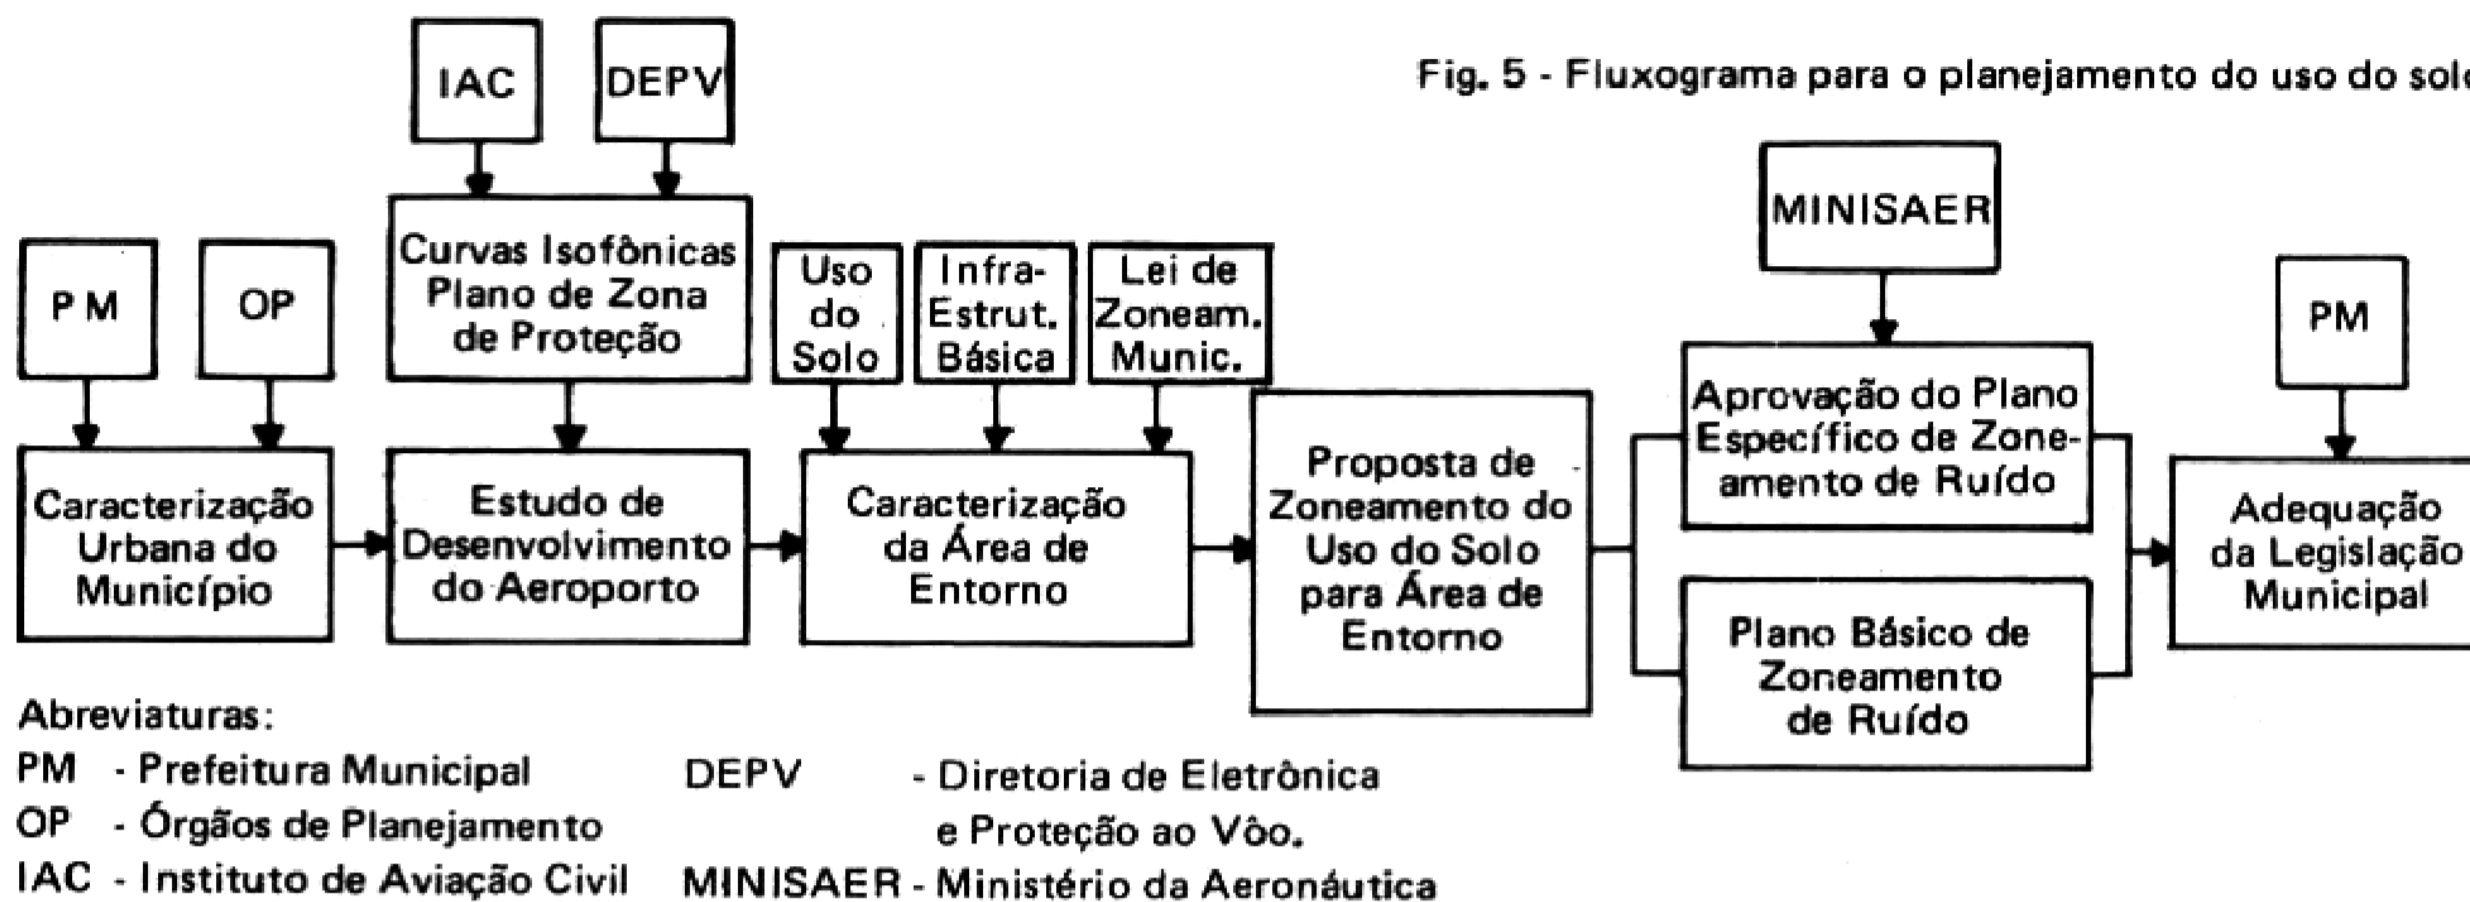 IAC
DEPV
Fig. 5 - Fluxograma para o planejamento do uso do solo
MINISAER
PM
OP
Curvas Isofônicas
Plano de Zona
de Proteção
Uso
do
Solo
Infra-
Estrut.
Básica
Lei de
Zoneam.
Munic.
PM
Caracterização
Urbana do
Município
Estudo de
Desenvolvimento
do Aeroporto
Caracterização
da Área de
Entorno
Proposta de
Zoneamento do
Uso do Solo
para Área de
Entorno
Aprovação do Plano
Específico de Zone-
amento de Ruído
Plano Básico de
Zoneamento
de Ruído
Adequação
da Legislação
Municipal
Abreviaturas:
PM - Prefeitura Municipal
OP - Órgãos de Planejamento
IAC - Instituto de Aviação Civil
DEPV - Diretoria de Eletrônica
e Proteção ao Vôo.
MINISAER - Ministério da Aeronáutica